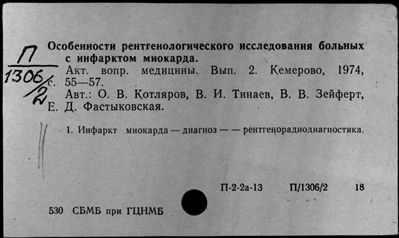 П
1306/2
Особенности рентгенологического исследования больных
с инфарктом миокарда.
Акт. вопр. медицины. Вып. 2. Кемерово, 1974,
с. 55—57.
Авт.: О. В. Котляров, В. И. Тинаев, В. В. Зейферт,
Е. Д. Фастыковская.
1. Инфаркт миокарда — диагноз — — рентгенорадиодиагностика.
П-2-2а-13 П/1306/2 18
530 СБМБ при ГЦНМБ